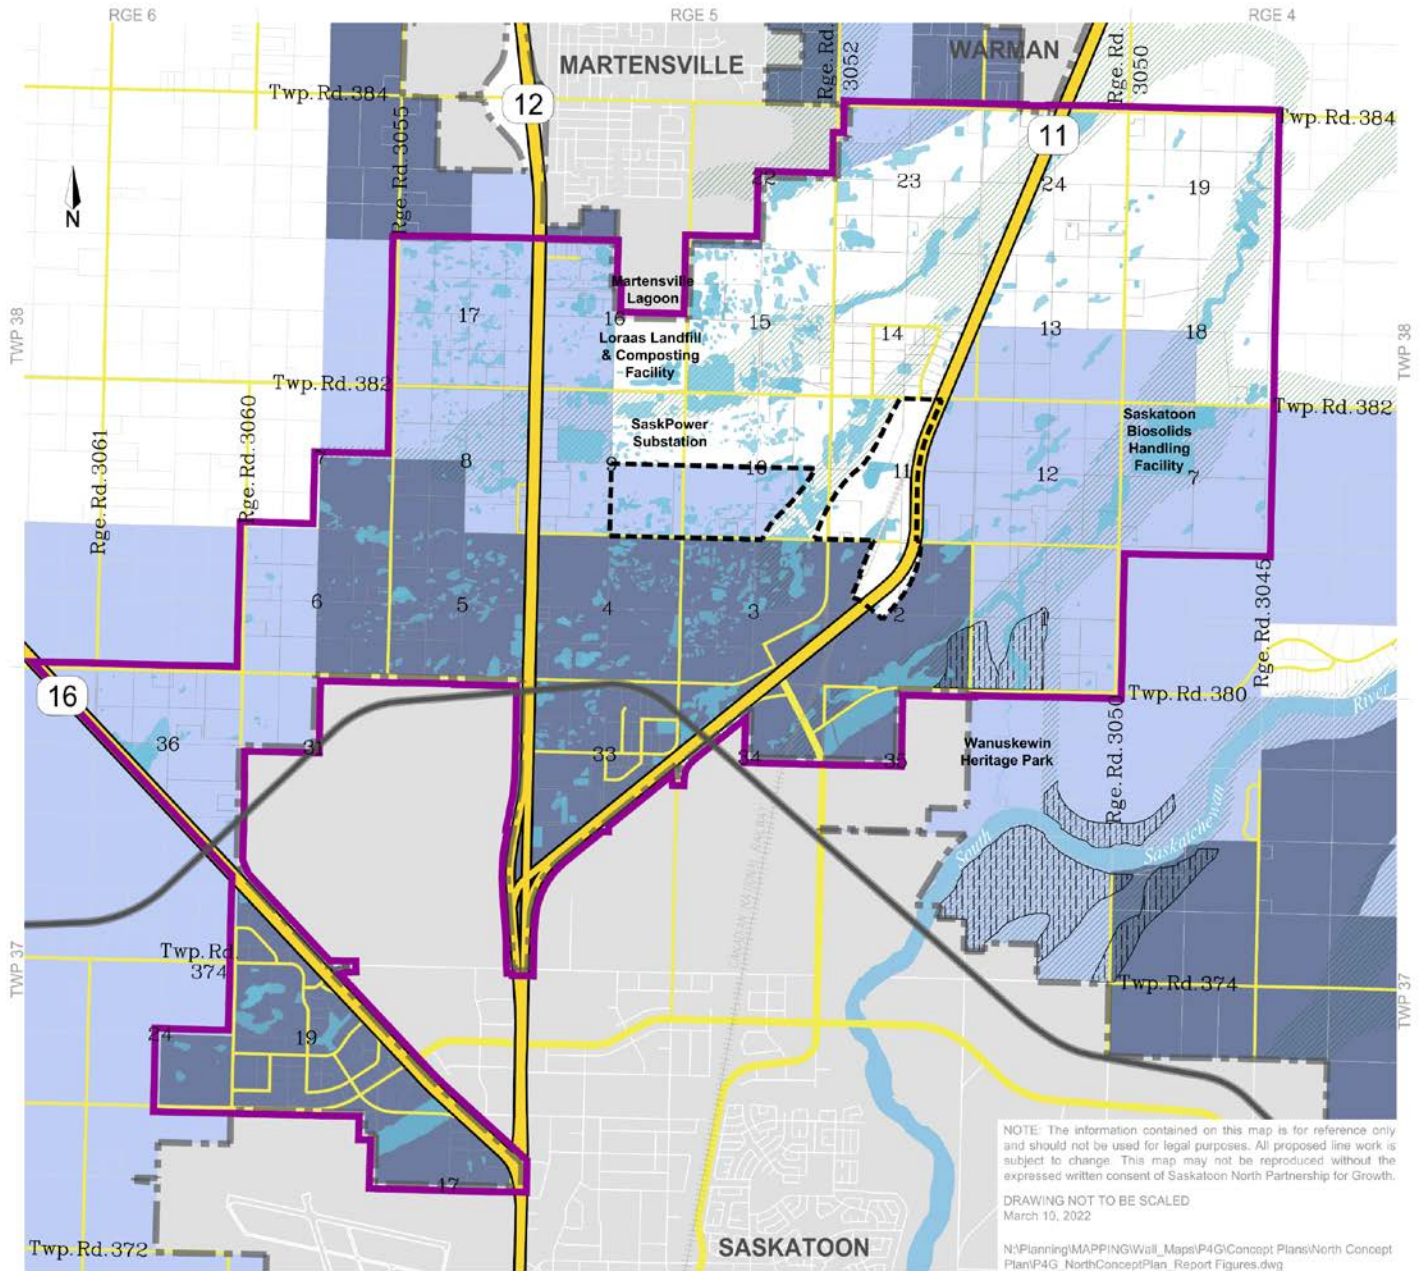 RGE 6
RGE 5
RGE 4
MARTENSVILLE
WARMAN
Rge.Rd. 3052
Rge.Rd. 3050
Twp.Rd.384
12
Twp.Rd.384
11
Rge.Rd.3055
N
22
23
24
19
Martensville
Lagoon
17
16
15
14
13
18
Loraas Landfill
& Composting
Facility
TWP 38
TWP 38
Twp.Rd.382
Twp.Rd.382
Rge.Rd.3061
Rge.Rd.3060
SaskPower
Substation
Saskatoon
Biosolids
Handling
Facility
7
8
9
10
11
12
7
6
5
4
3
2
Rge.Rd.3045
16
Twp.Rd.380
Rge.Rd.3050
River
36
31
33
34
35
Wanuskewin
Heritage Park
South
Saskatchewan
CANADIAN NATIONAL RAILWAY
Twp.Rd.
374
Twp.Rd.374
TWP 37
TWP 37
24
19
17
NOTE: The information contained on this map is for reference only
and should not be used for legal purposes. All proposed line work is
subject to change. This map may not be reproduced without the
expressed written consent of Saskatoon North Partnership for Growth.
DRAWING NOT TO BE SCALED
March 10, 2022
Twp.Rd.372
SASKATOON
N:\Planning\MAPPING\Wall_Maps\P4G\Concept Plans\North Concept
Plan\P4G_NorthConceptPlan_Report Figures.dwg